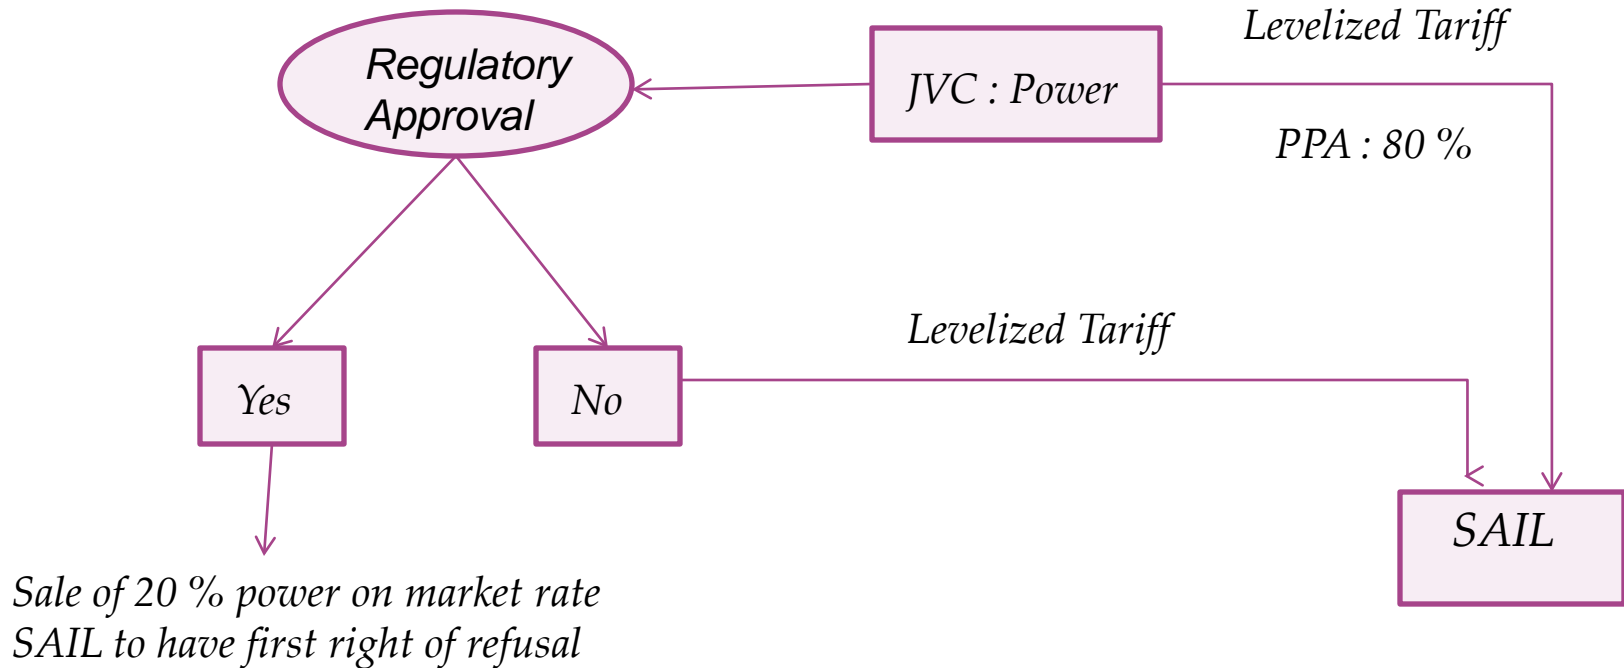 Levelized Tariff
Regulatory
Approval
JVC : Power
PPA : 80 %
Levelized Tariff
Yes
No
SAIL
Sale of 20 % power on market rate
SAIL to have first right of refusal